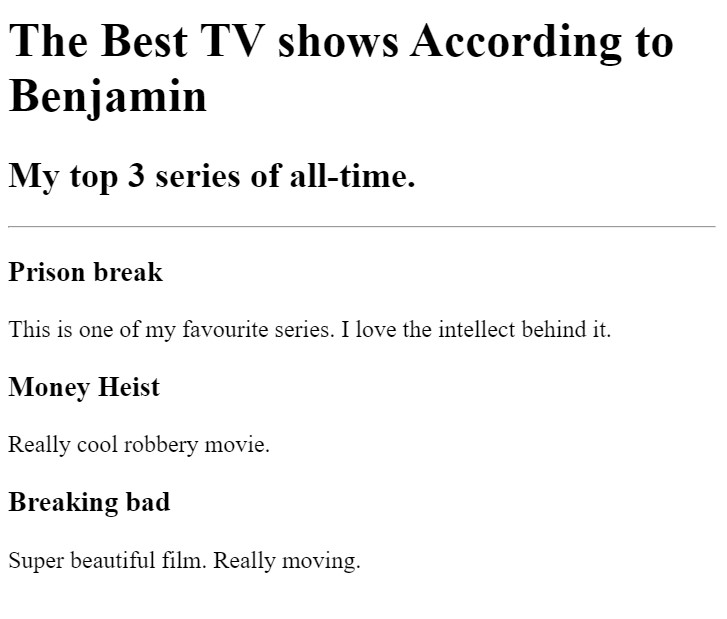 The Best TV shows According to
Benjamin
My top 3 series of all-time.
Prison break
This is one of my favourite series. I love the intellect behind it.
Money Heist
Really cool robbery movie.
Breaking bad
Super beautiful film. Really moving.